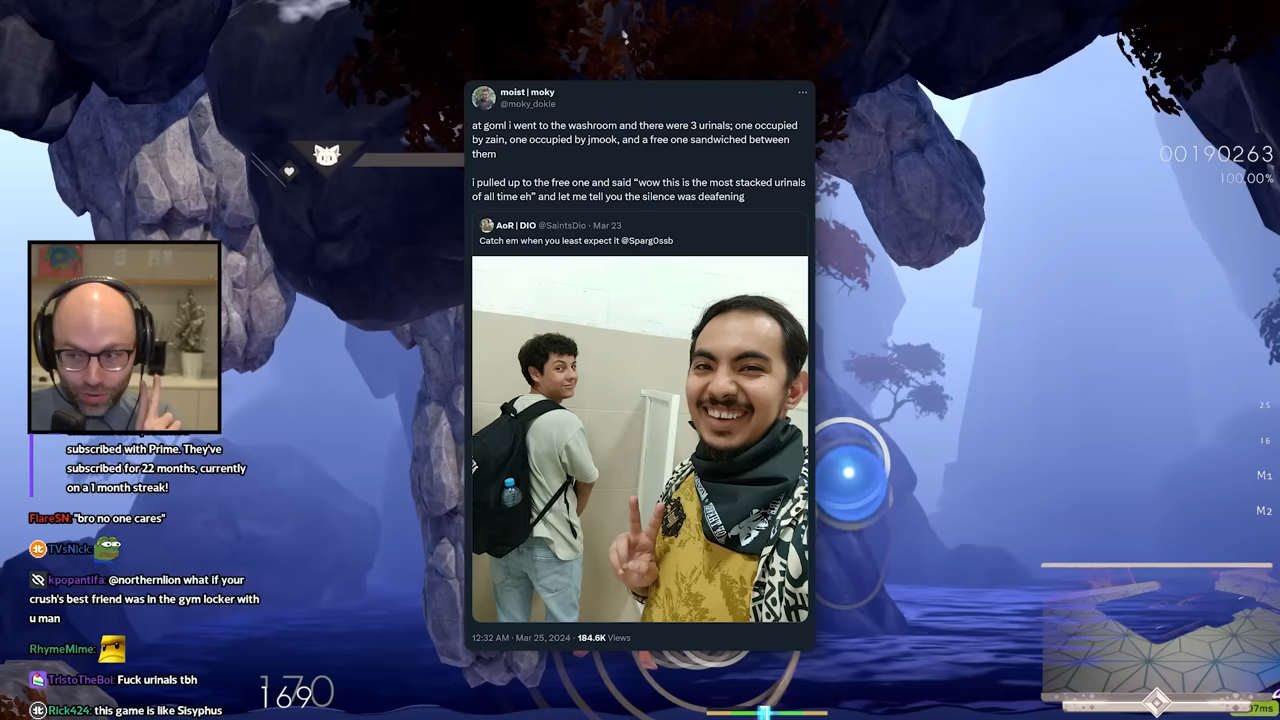 moist | moky
@moky_dokie
at goml i went to the washroom and there were 3 urinals; one occupied
by zain, one occupied by jmook, and a free one sandwiched between
them
i pulled up to the free one and said “wow this is the most stacked urinals
of all time eh” and let me tell you the silence was deafening
AoR | DIO @SaintsDio · Mar 23
Catch em when you least expect it @Sparg0ssb
12:32 AM · Mar 25, 2024 · 184.6K Views
00190263
100.00%
25
16
M1
M2
subscribed with Prime. They've
subscribed for 22 months, currently
on a 1 month streak!
FlareSN: "bro no one cares"
TVsNick:
kpopantifa: @northernlion what if your
crush's best friend was in the gym locker with
u man
RhymeMime:
TristoTheBoi: Fuck urinals tbh
Rick424: this game is like Sisyphus